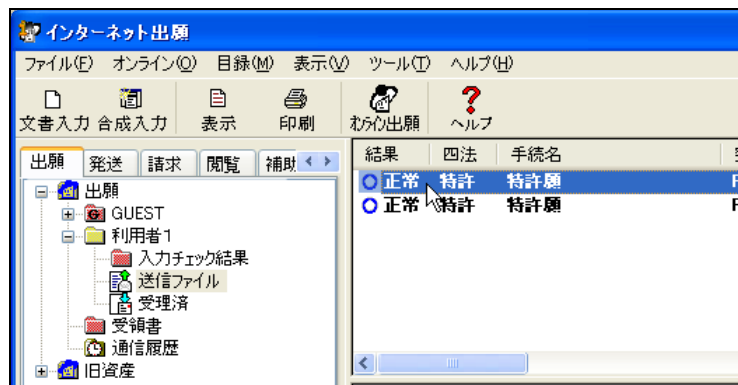 インターネット出願
ファイル(F) オンライン(O) 目録(M) 表示(V) ツール(T) ヘルプ(H)
文書入力 合成入力 表示 印刷 オンライン出願 ヘルプ
出願 発送 請求 閲覧 補助
出願
GUEST
利用者1
入力チェック結果
送信ファイル
受理済
受領書
通信履歴
旧資産
結果 四法 手続名
正常 特許 特許願
正常 特許 特許願